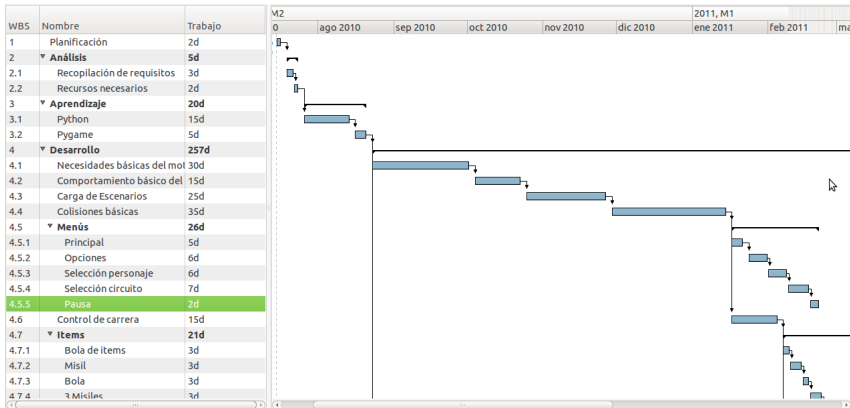 M2 2011, M1
WBS Nombre Trabajo 0 ago 2010 sep 2010 oct 2010 nov 2010 dic 2010 ene 2011 feb 2011 ma
1 Planificación 2d
2 Análisis 5d
2.1 Recopilación de requisitos 3d
2.2 Recursos necesarios 2d
3 Aprendizaje 20d
3.1 Python 15d
3.2 Pygame 5d
4 Desarrollo 257d
4.1 Necesidades básicas del mot 30d
4.2 Comportamiento básico del 15d
4.3 Carga de Escenarios 25d
4.4 Colisiones básicas 35d
4.5 Menús 26d
4.5.1 Principal 5d
4.5.2 Opciones 6d
4.5.3 Selección personaje 6d
4.5.4 Selección circuito 7d
4.5.5 Pausa 2d
4.6 Control de carrera 15d
4.7 Items 21d
4.7.1 Bola de items 3d
4.7.2 Misil 3d
4.7.3 Bola 3d
4.7.4 3 Misiles 3d